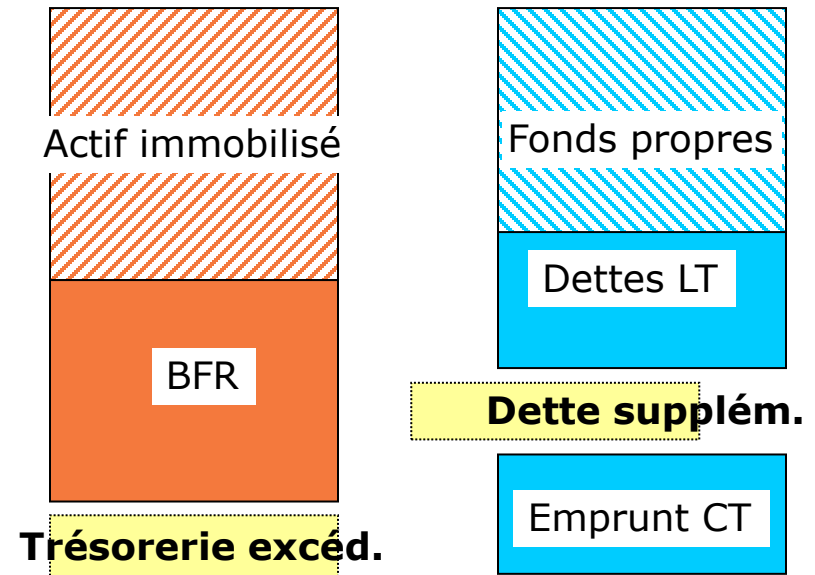 Actif immobilisé
BFR
Trésorerie excéd.
Fonds propres
Dettes LT
Dette supplém.
Emprunt CT